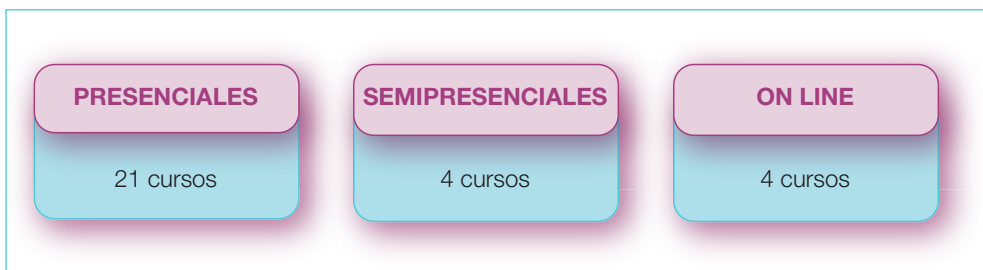 PRESENCIALES
21 cursos
SEMIPRESENCIALES
4 cursos
ON LINE
4 cursos